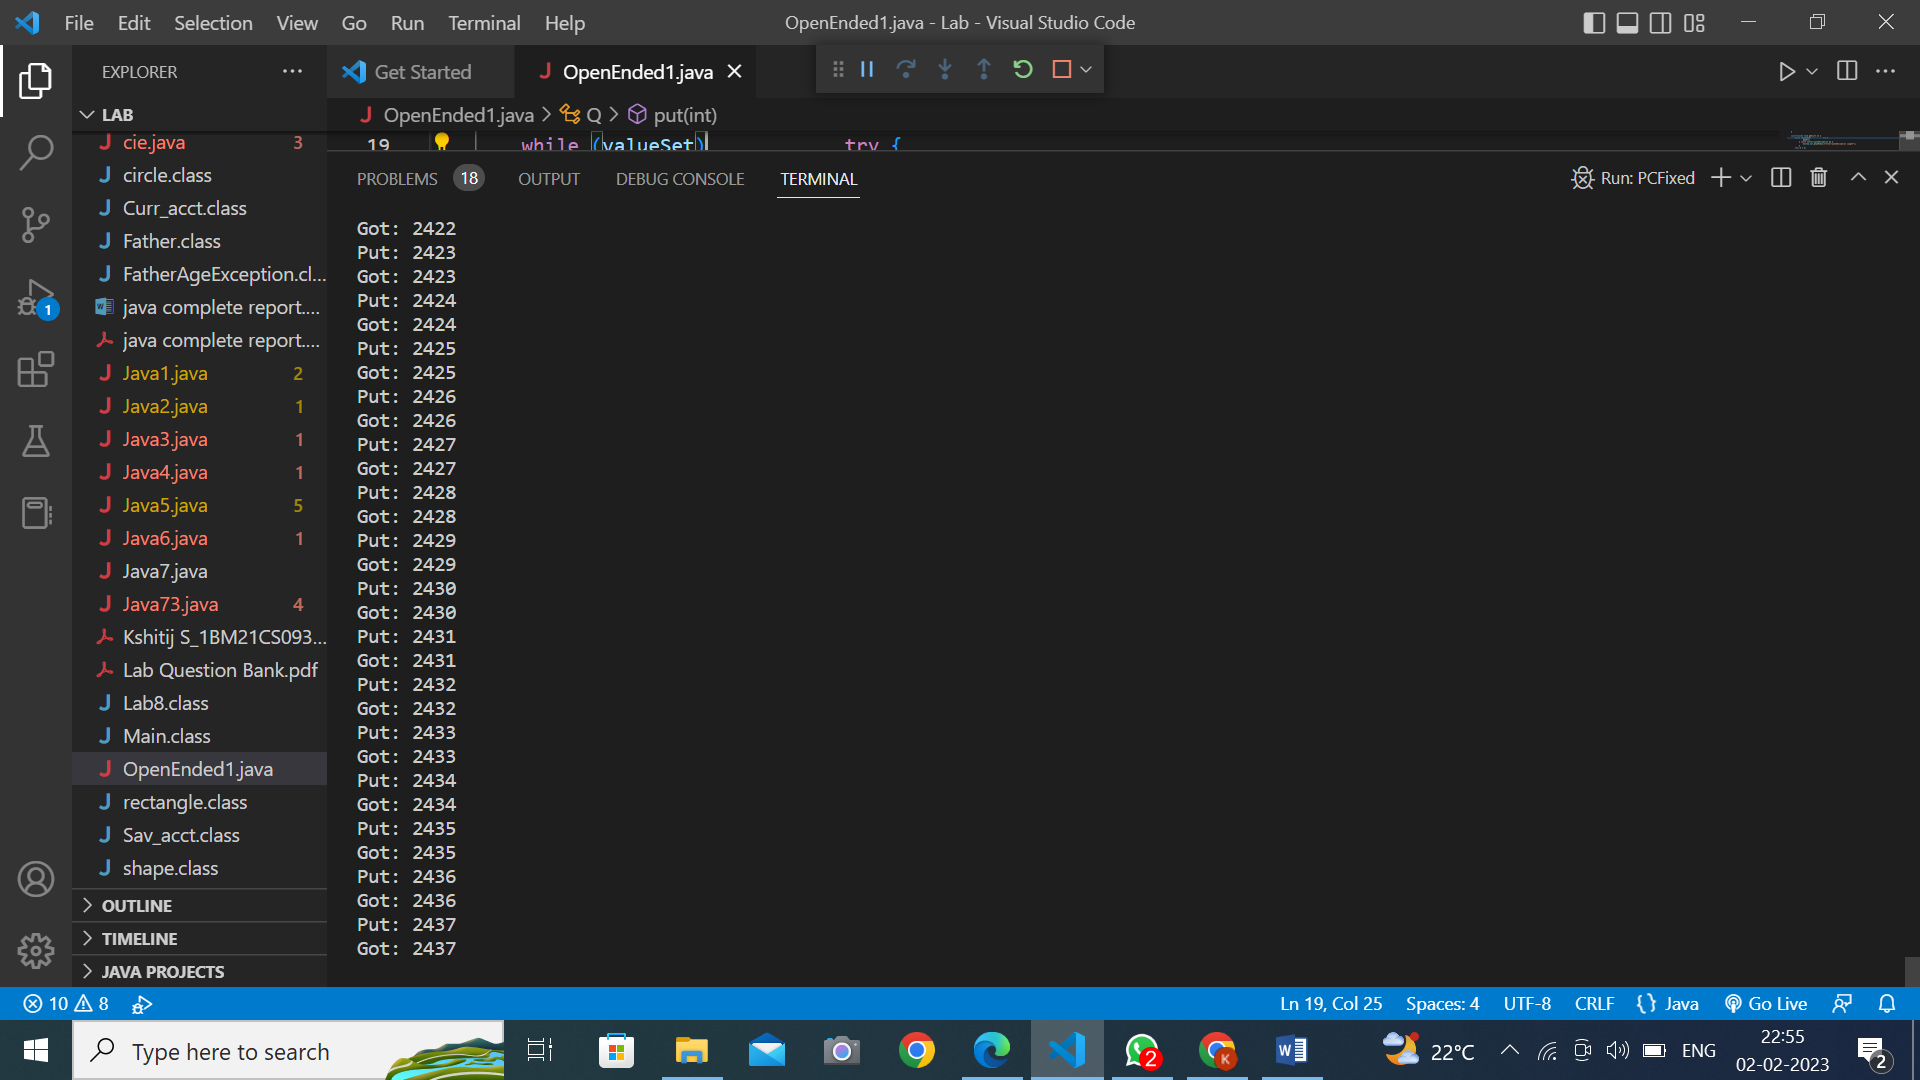 File Edit Selection View Go Run Terminal Help
OpenEnded1.java - Lab - Visual Studio Code
EXPLORER
Get Started
OpenEnded1.java
LAB
OpenEnded1.java > Q > put(int)
19 while (valueSet) try {
cie.java 3
circle.class
Curr_acct.class
Father.class
FatherAgeException.cl...
java complete report....
java complete report....
Java1.java 2
Java2.java 1
Java3.java 1
Java4.java 1
Java5.java 5
Java6.java 1
Java7.java
Java73.java 4
Kshitij S_1BM21CS093...
Lab Question Bank.pdf
Lab8.class
Main.class
OpenEnded1.java
rectangle.class
Sav_acct.class
shape.class
OUTLINE
TIMELINE
JAVA PROJECTS
1
PROBLEMS 18 OUTPUT DEBUG CONSOLE TERMINAL
Run: PCFixed
Got: 2422
Put: 2423
Got: 2423
Put: 2424
Got: 2424
Put: 2425
Got: 2425
Put: 2426
Got: 2426
Put: 2427
Got: 2427
Put: 2428
Got: 2428
Put: 2429
Got: 2429
Put: 2430
Got: 2430
Put: 2431
Got: 2431
Put: 2432
Got: 2432
Put: 2433
Got: 2433
Put: 2434
Got: 2434
Put: 2435
Got: 2435
Put: 2436
Got: 2436
Put: 2437
Got: 2437
10 8
Ln 19, Col 25 Spaces: 4 UTF-8 CRLF {} Java Go Live
Type here to search
2
K
W
22°C
ENG
22:55
02-02-2023
2